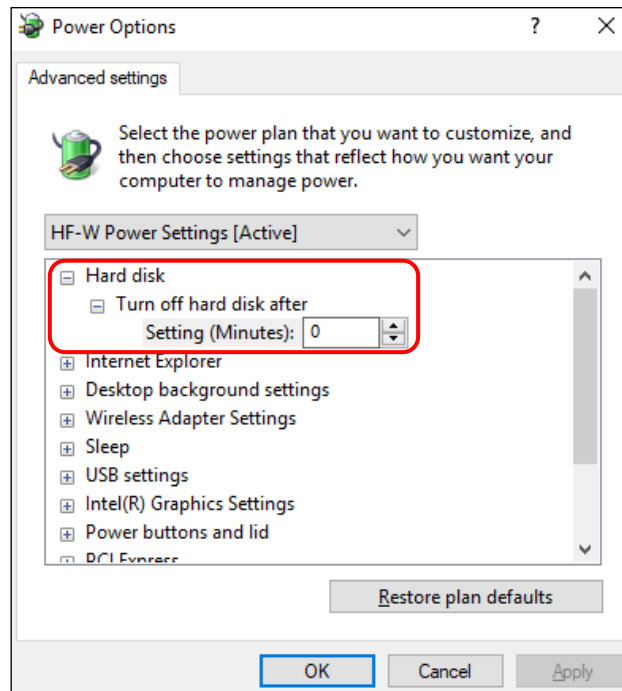 Power Options
?
Advanced settings
Select the power plan that you want to customize, and
then choose settings that reflect how you want your
computer to manage power.
HF-W Power Settings [Active]
Hard disk
Turn off hard disk after
Setting (Minutes): 0
Internet Explorer
Desktop background settings
Wireless Adapter Settings
Sleep
USB settings
Intel(R) Graphics Settings
Power buttons and lid
PCI Express
Restore plan defaults
OK Cancel Apply